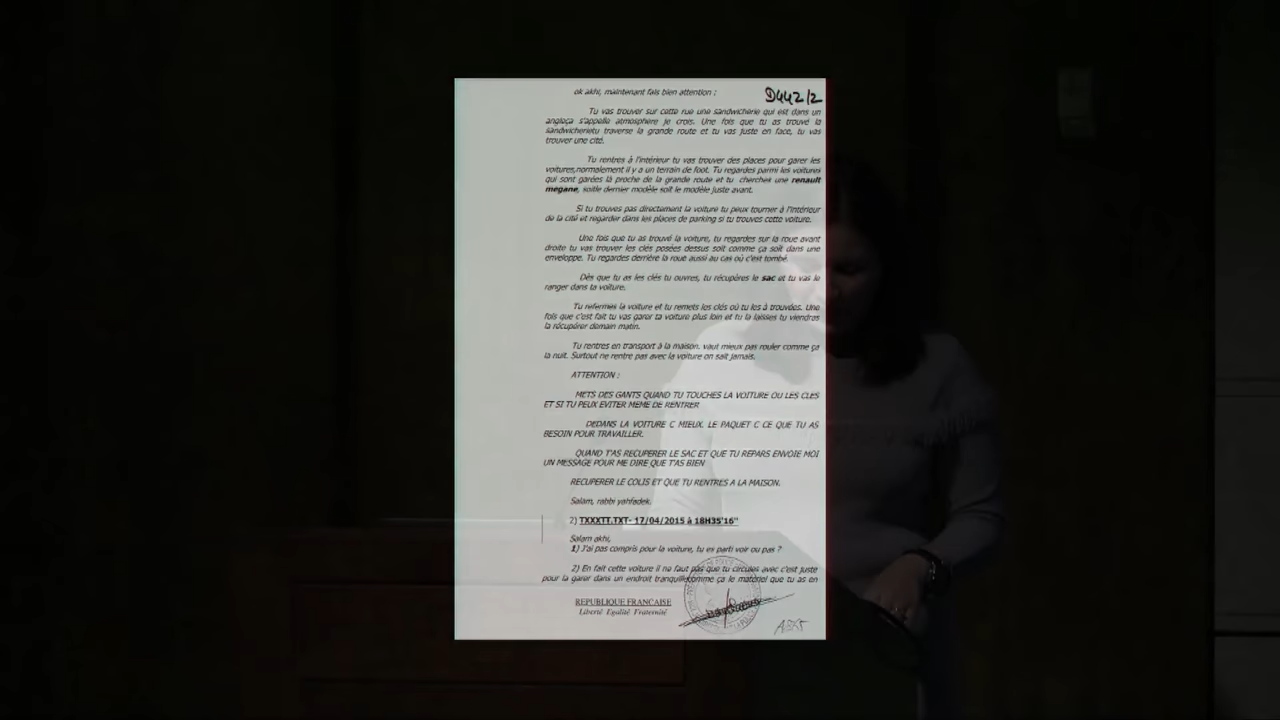 D442/2
ok akhi, maintenant fais bien attention :
Tu vas trouver sur cette rue une sandwicherie qui est dans un
angleça s'appelle atmosphere je crois. Une fois que tu as trouvé la
sandwicherietu traverse la grande route et tu vas juste en face, tu vas
trouver une cité.
Tu rentres à l'intérieur tu vas trouver des places pour garer les
voitures,normalement il y a un terrain de foot. Tu regardes parmi les voitures
qui sont garées là proche de la grande route et tu cherches une renault
megane, soitle dernier modèle soit le modèle juste avant.
Si tu trouves pas directement la voiture tu peux tourner à l'intérieur
de la cité et regarder dans les places de parking si tu trouves cette voiture.
Une fois que tu as trouvé la voiture, tu regardes sur la roue avant
droite tu vas trouver les clés posées dessus soit comme ça soit dans une
enveloppe. Tu regardes derrière la roue aussi au cas où c'est tombé.
Dès que tu as les clés tu ouvres, tu récupères le sac et tu vas le
ranger dans ta voiture.
Tu refermes la voiture et tu remets les clés où tu les à trouvées. Une
fois que c'est fait tu vas garer ta voiture plus loin et tu la laisses tu viendras
la récupérer demain matin.
Tu rentres en transport à la maison. vaut mieux pas rouler comme ça
la nuit. Surtout ne rentre pas avec la voiture on sait jamais.
ATTENTION :
METS DES GANTS QUAND TU TOUCHES LA VOITURE OU LES CLES
ET SI TU PEUX EVITER MEME DE RENTRER
DEDANS LA VOITURE C MIEUX. LE PAQUET C CE QUE TU AS
BESOIN POUR TRAVAILLER.
QUAND T'AS RECUPERER LE SAC ET QUE TU REPARS ENVOIE MOI
UN MESSAGE POUR ME DIRE QUE T'AS BIEN
RECUPERER LE COLIS ET QUE TU RENTRES A LA MAISON.
Salam, rabbi yahfadek.
2) TXXXTT.TXT- 17/04/2015 à 18H35'16"
Salam akhi,
1) J'ai pas compris pour la voiture, tu es parti voir ou pas ?
2) En fait cette voiture il ne faut pas que tu circules avec c'est juste
pour la garer dans un endroit tranquillecomme ça le matériel que tu as en
REPUBLIQUE FRANCAISE
Liberté Egalité Fraternité